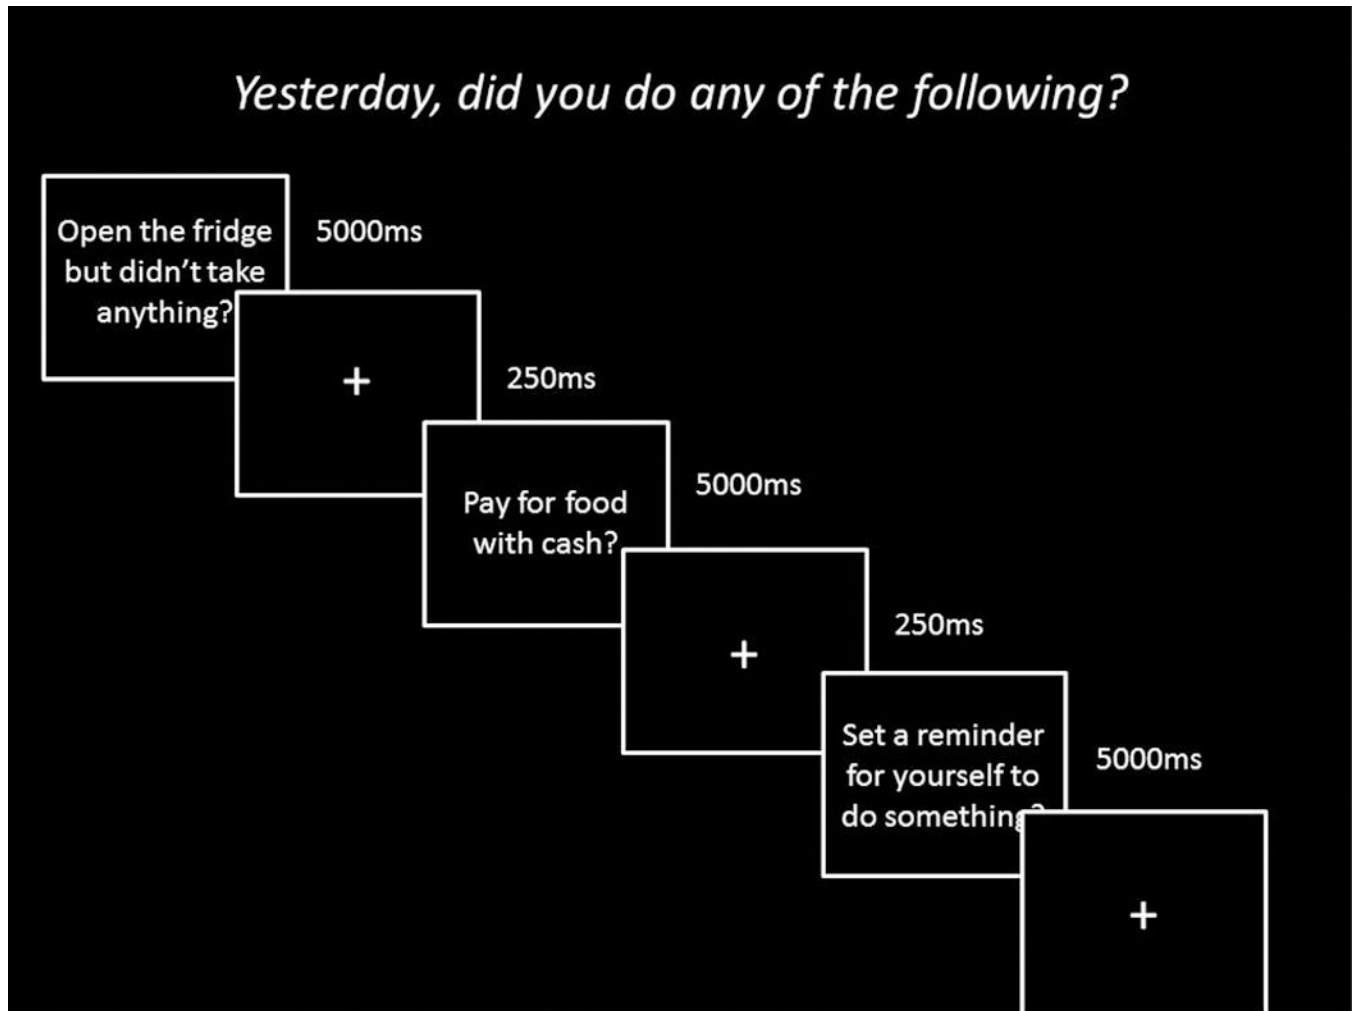 Yesterday, did you do any of the following?
Open the fridge
but didn't take
anything?
5000ms
+
250ms
Pay for food
with cash?
5000ms
+
250ms
Set a reminder
for yourself to
do something?
5000ms
+